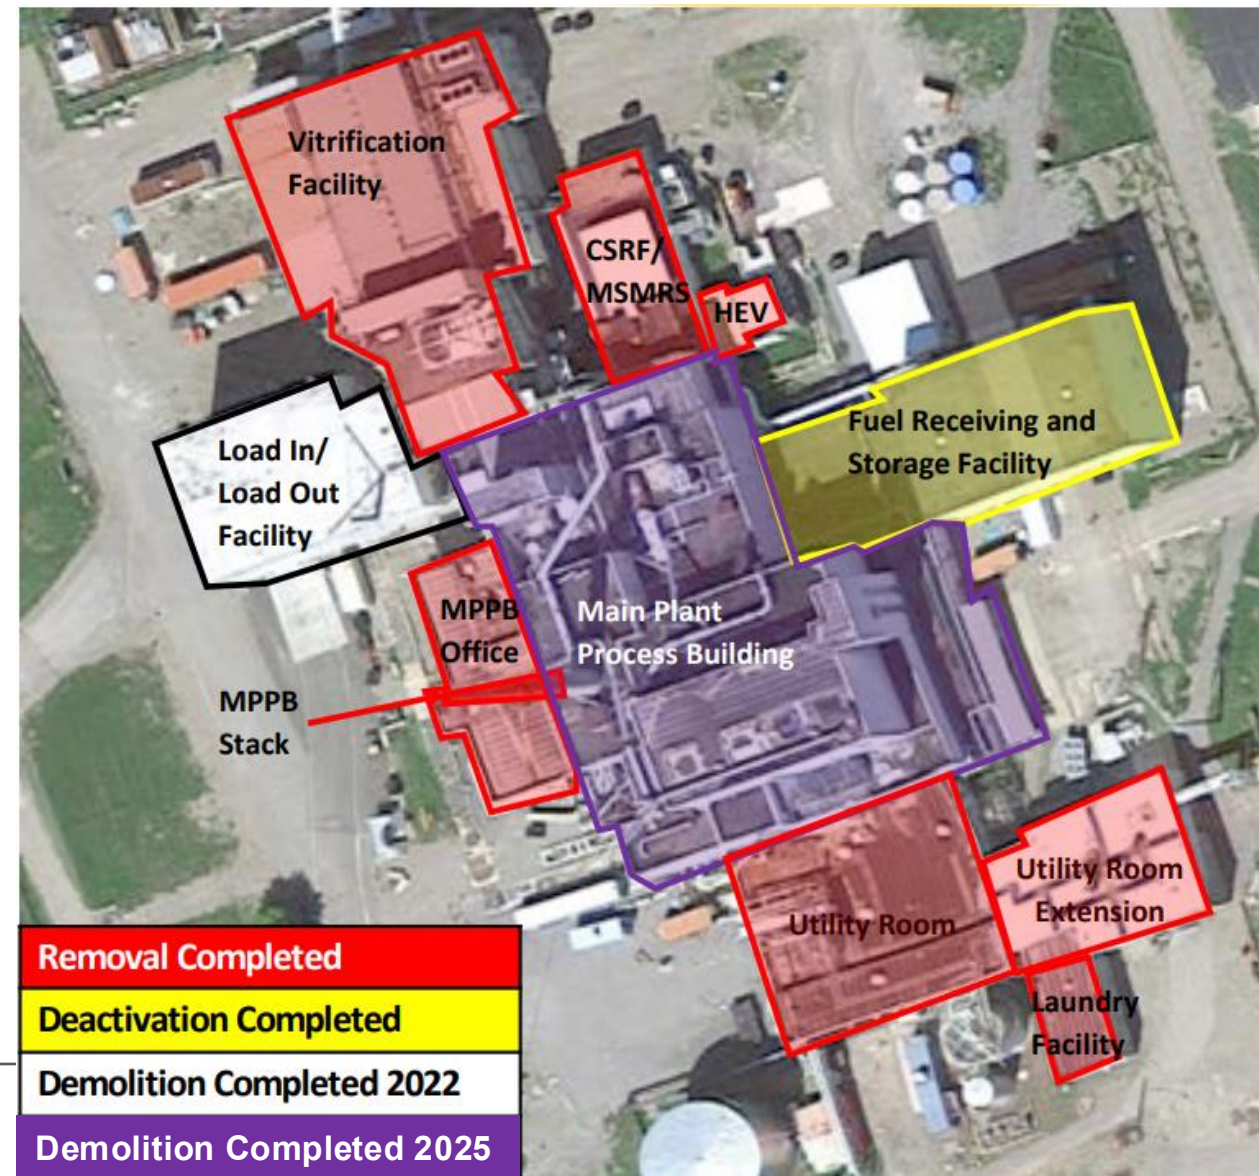 Vitrification
Facility
CSRF/
MSMRS
HEV
Fuel Receiving and
Storage Facility
Load In/
Load Out
Facility
MPPB
Office
Main Plant
Process Building
MPPB
Stack
Utility Room
Utility Room
Extension
Laundry
Facility
Removal Completed
Deactivation Completed
Demolition Completed 2022
Demolition Completed 2025